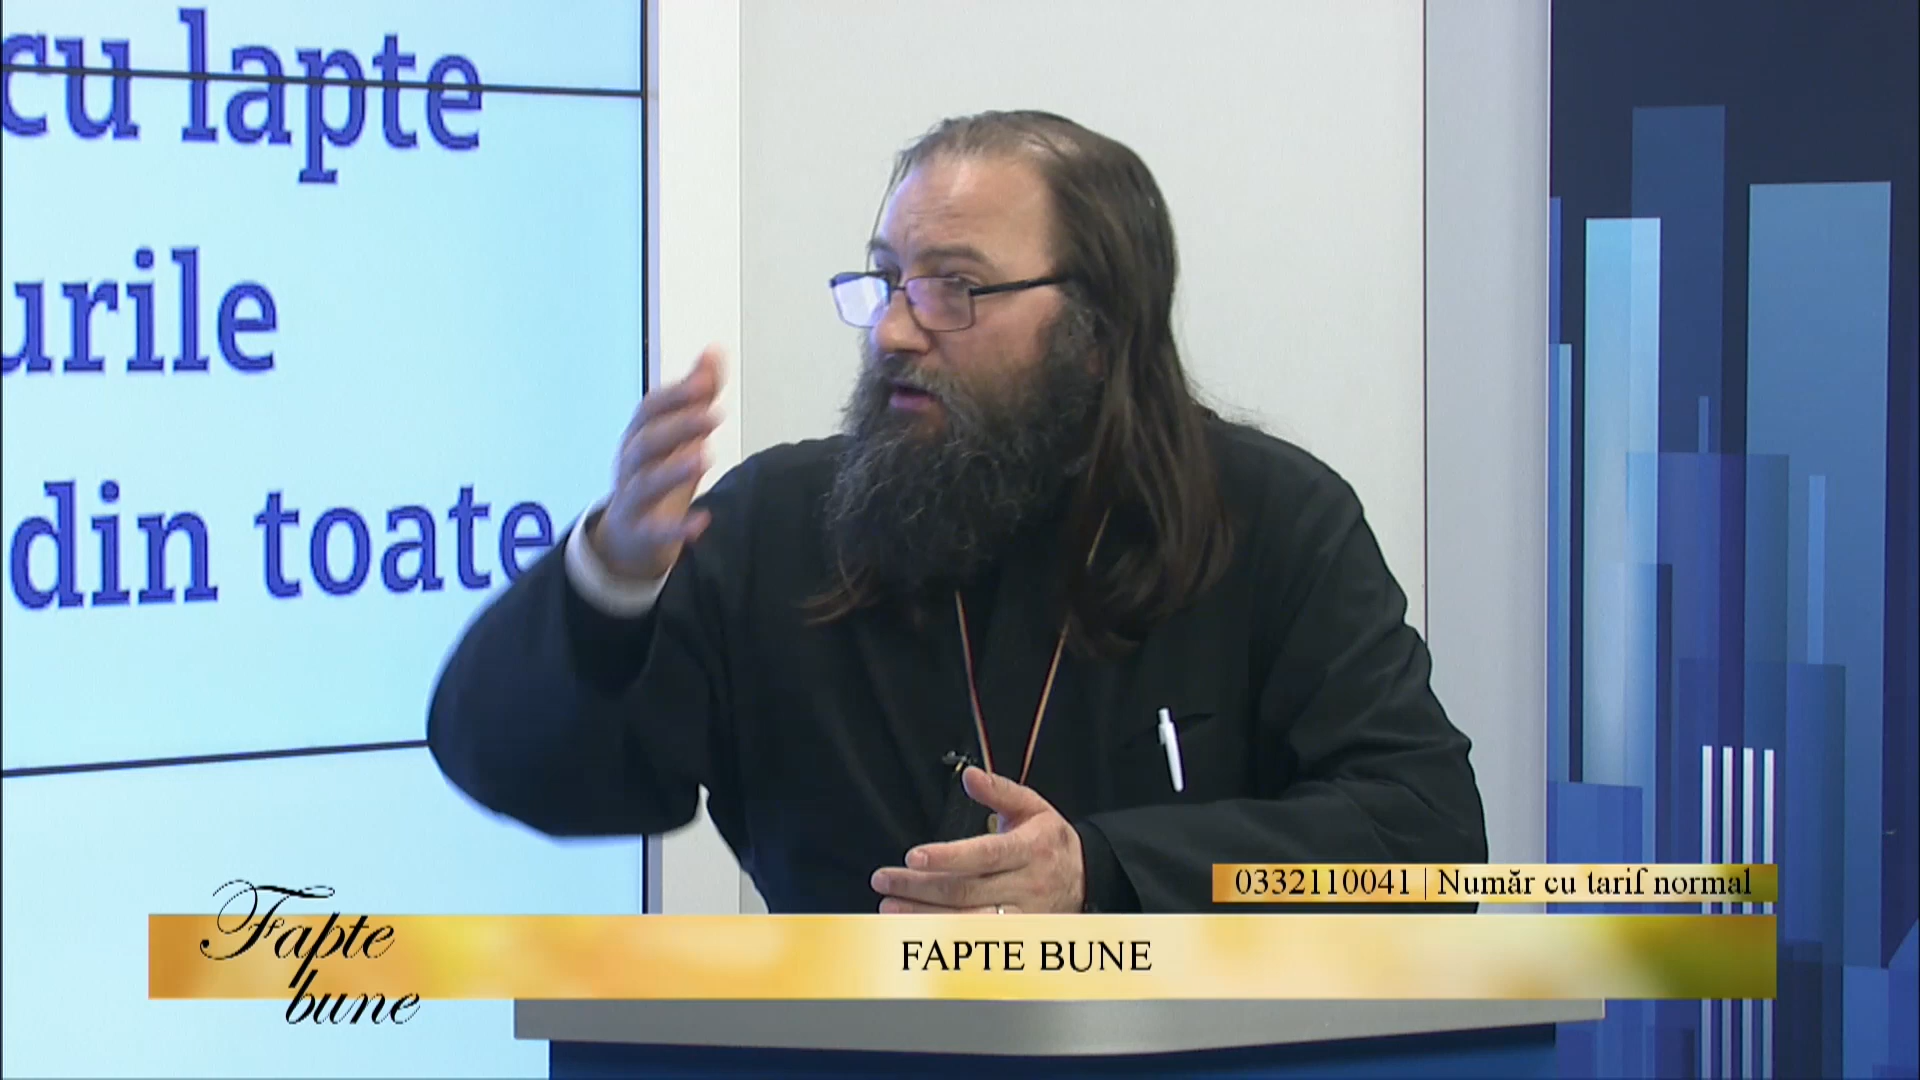 cu lapte
urile
din toate
0332110041 | Număr cu tarif normal
Fapte
bune
FAPTE BUNE